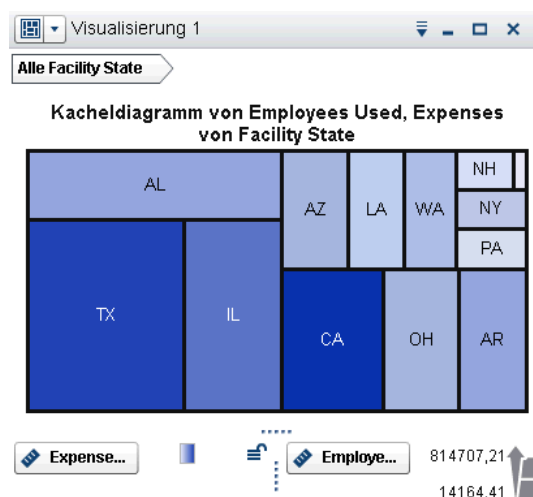 Visualisierung 1
Alle Facility State
Kacheldiagramm von Employees Used, Expenses
von Facility State
AL
AZ
LA
WA
NH
NY
PA
TX
IL
CA
OH
AR
Expense...
Employe...
814707,21
14164,41